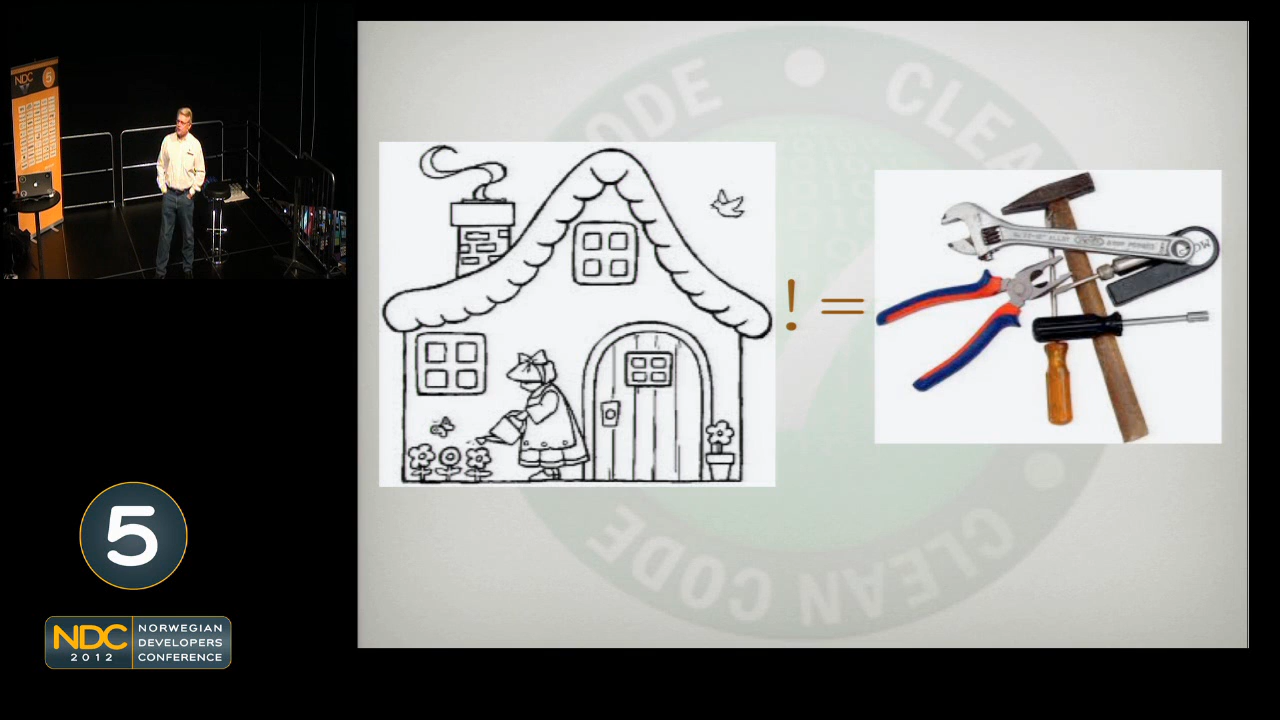 NDC
5
CODE • CLEAN
! =
CLEAN CODE
5
NDC
2012
NORWEGIAN
DEVELOPERS
CONFERENCE